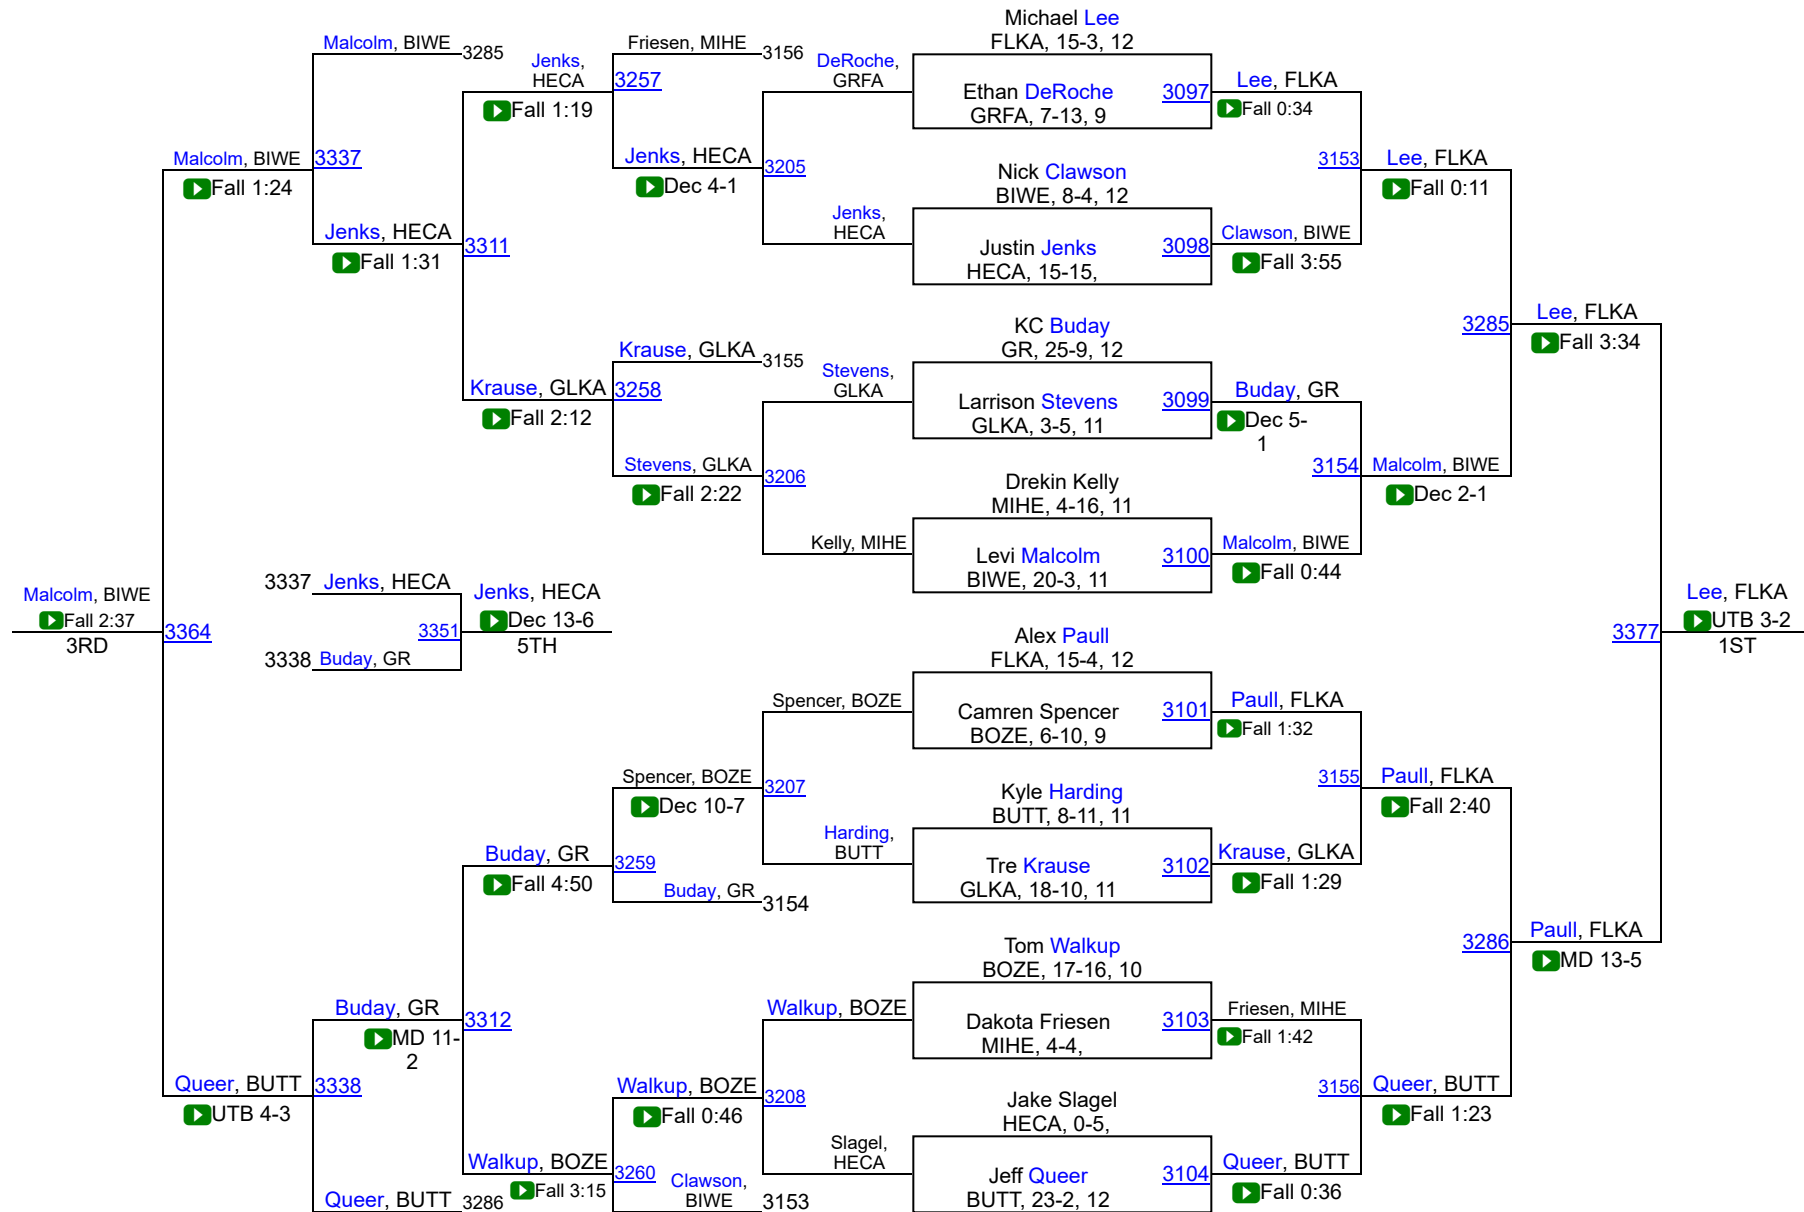 Michael Lee
FLKA, 15-3, 12
Malcolm, BIWE
3285
Friesen, MIHE
3156
Jenks,
HECA
3257
Fall 1:19
DeRoche,
GRFA
Ethan DeRoche
GRFA, 7-13, 9
3097
Lee, FLKA
Fall 0:34
Malcolm, BIWE
3337
Fall 1:24
Jenks, HECA
3205
Dec 4-1
Nick Clawson
BIWE, 8-4, 12
3153
Lee, FLKA
Fall 0:11
Jenks, HECA
3311
Fall 1:31
Jenks,
HECA
Justin Jenks
HECA, 15-15,
3098
Clawson, BIWE
Fall 3:55
KC Buday
GR, 25-9, 12
3285
Lee, FLKA
Fall 3:34
Krause, GLKA
3155
Krause, GLKA
3258
Fall 2:12
Stevens,
GLKA
Larrison Stevens
GLKA, 3-5, 11
3099
Buday, GR
Dec 5-
1
Stevens, GLKA
3206
Fall 2:22
Drekin Kelly
MIHE, 4-16, 11
3154
Malcolm, BIWE
Dec 2-1
Kelly, MIHE
Levi Malcolm
BIWE, 20-3, 11
3100
Malcolm, BIWE
Fall 0:44
3337
Jenks, HECA
Jenks, HECA
Malcolm, BIWE
Fall 2:37
3RD
3364
3351
Dec 13-6
5TH
3338
Buday, GR
Alex Paull
FLKA, 15-4, 12
3377
Lee, FLKA
UTB 3-2
1ST
Spencer, BOZE
Camren Spencer
BOZE, 6-10, 9
3101
Paull, FLKA
Fall 1:32
Spencer, BOZE
3207
Dec 10-7
Kyle Harding
BUTT, 8-11, 11
3155
Paull, FLKA
Fall 2:40
Buday, GR
3259
Fall 4:50
Harding,
BUTT
Tre Krause
GLKA, 18-10, 11
3102
Krause, GLKA
Fall 1:29
Buday, GR
3154
Tom Walkup
BOZE, 17-16, 10
3286
Paull, FLKA
MD 13-5
Buday, GR
3312
MD 11-
2
Walkup, BOZE
Dakota Friesen
MIHE, 4-4,
3103
Friesen, MIHE
Fall 1:42
Queer, BUTT
3338
UTB 4-3
Walkup, BOZE
3208
Fall 0:46
Jake Slagel
HECA, 0-5,
3156
Queer, BUTT
Fall 1:23
Walkup, BOZE
3260
Fall 3:15
Slagel,
HECA
Jeff Queer
BUTT, 23-2, 12
3104
Queer, BUTT
Fall 0:36
Queer, BUTT
3286
Clawson,
BIWE
3153